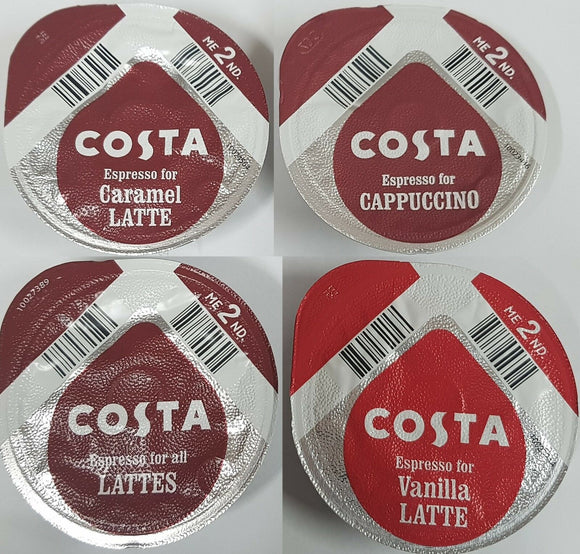 ME 2ND.
COSTA
Espresso for
Caramel
LATTE
ME 2ND.
COSTA
Espresso for
CAPPUCCINO
10027389
ME 2ND.
COSTA
Espresso for all
LATTES
ME 2ND.
COSTA
Espresso for
Vanilla
LATTE